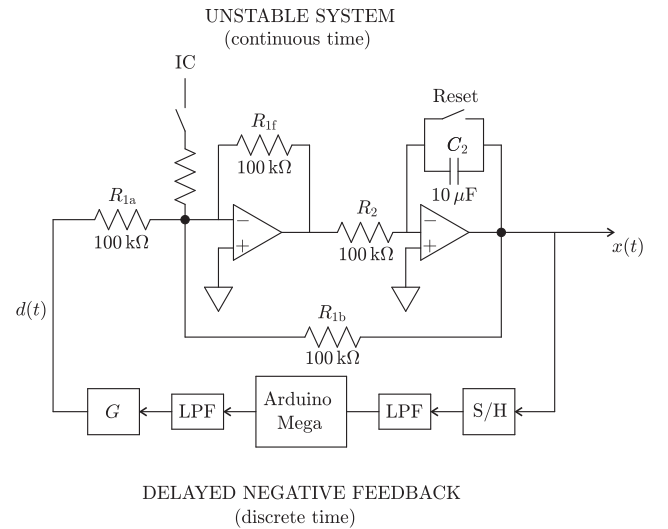 UNSTABLE SYSTEM
(continuous time)
IC
Reset
R1f
100 kΩ
C2
10 μF
R1a
100 kΩ
−
+
R2
100 kΩ
−
+
x(t)
d(t)
R1b
100 kΩ
G
LPF
Arduino
Mega
LPF
S/H
DELAYED NEGATIVE FEEDBACK
(discrete time)